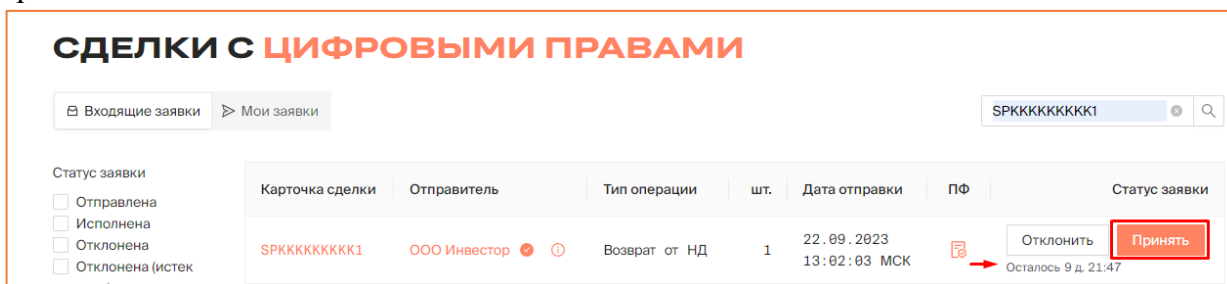 СДЕЛКИ С ЦИФРОВЫМИ ПРАВАМИ
Входящие заявки
Мои заявки
SPKKKKKKKKK1
Статус заявки
Отправлена
Исполнена
Отклонена
Отклонена (истек
Карточка сделки Отправитель Тип операции шт. Дата отправки ПФ Статус заявки
SPKKKKKKKKK1 ООО Инвестор Возврат от НД 1 22.09.2023
13:02:03 МСК
Отклонить Принять
Осталось 9 д. 21:47